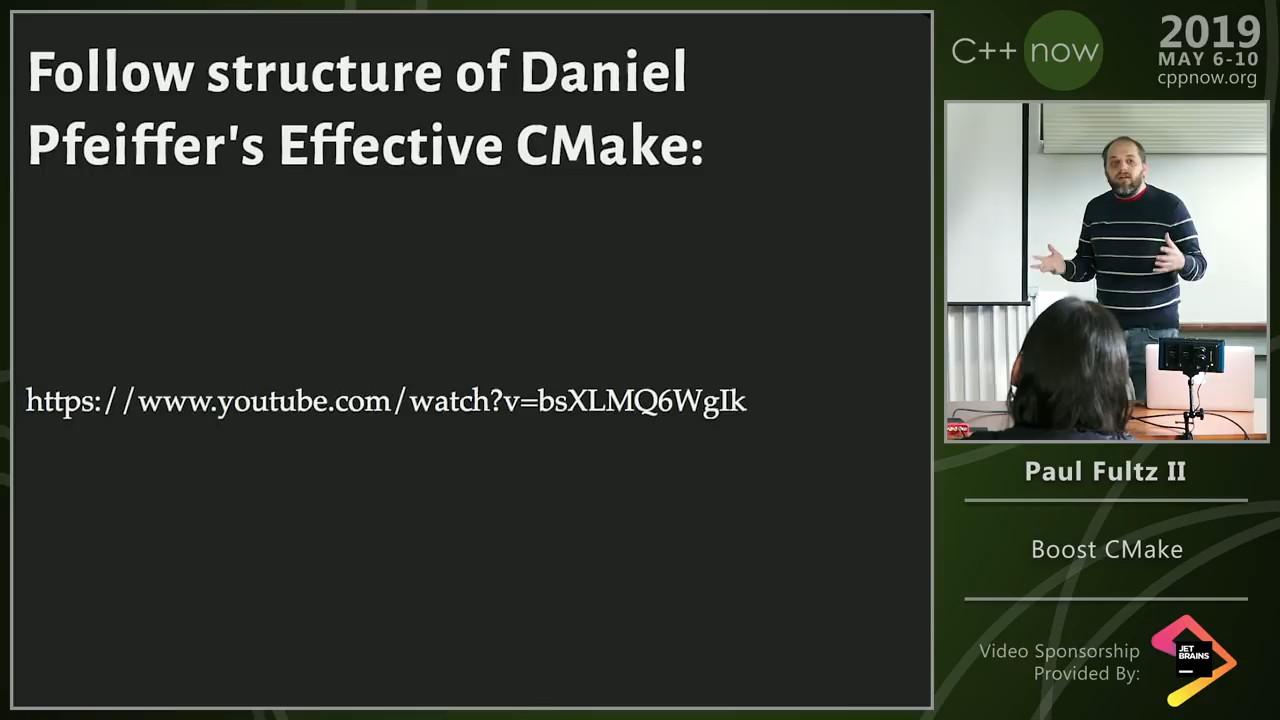 Follow structure of Daniel
Pfeiffer's Effective CMake:
https://www.youtube.com/watch?v=bsXLMQ6WgIk
C++ now
2019
MAY 6-10
cppnow.org
Paul Fultz II
Boost CMake
Video Sponsorship
Provided By:
JET
BRAINS